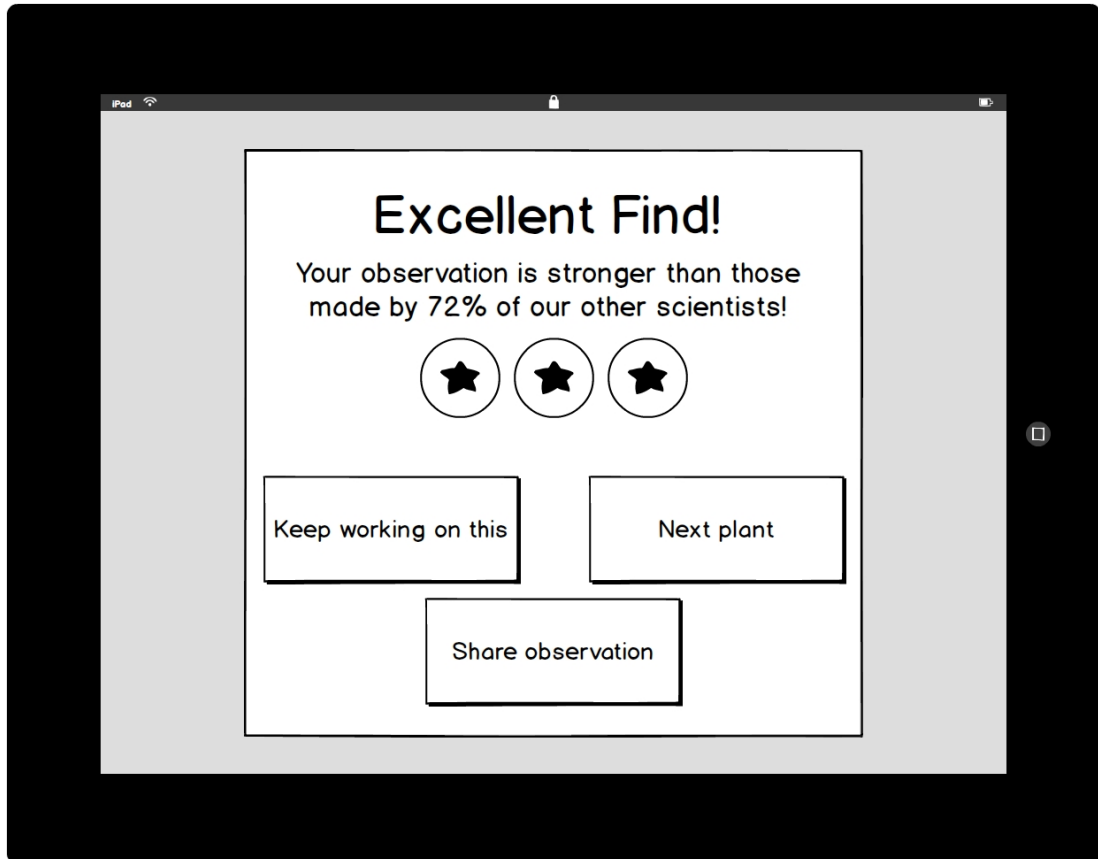 iPad
Excellent Find!
Your observation is stronger than those
made by 72% of our other scientists!
Keep working on this
Next plant
Share observation